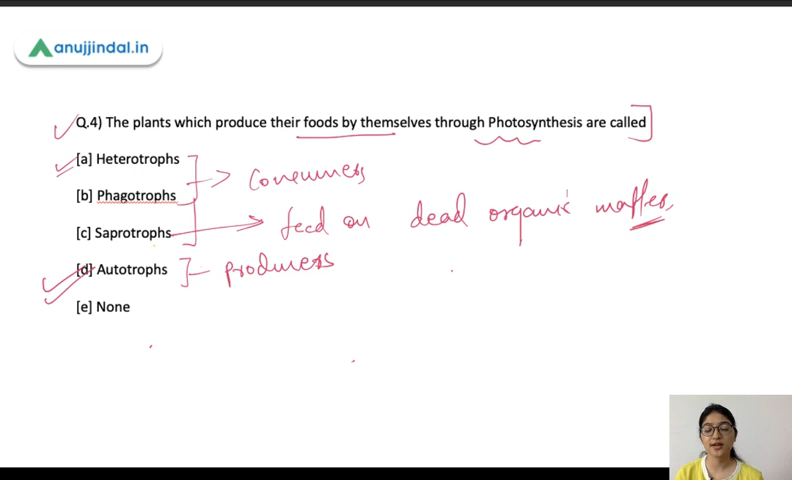 anujjindal.in
Q.4) The plants which produce their foods by themselves through Photosynthesis are called
[a] Heterotrophs
consumers
[b] Phagotrophs
[c] Saprotrophs
feed on dead organic matter
[d] Autotrophs
producers
[e] None